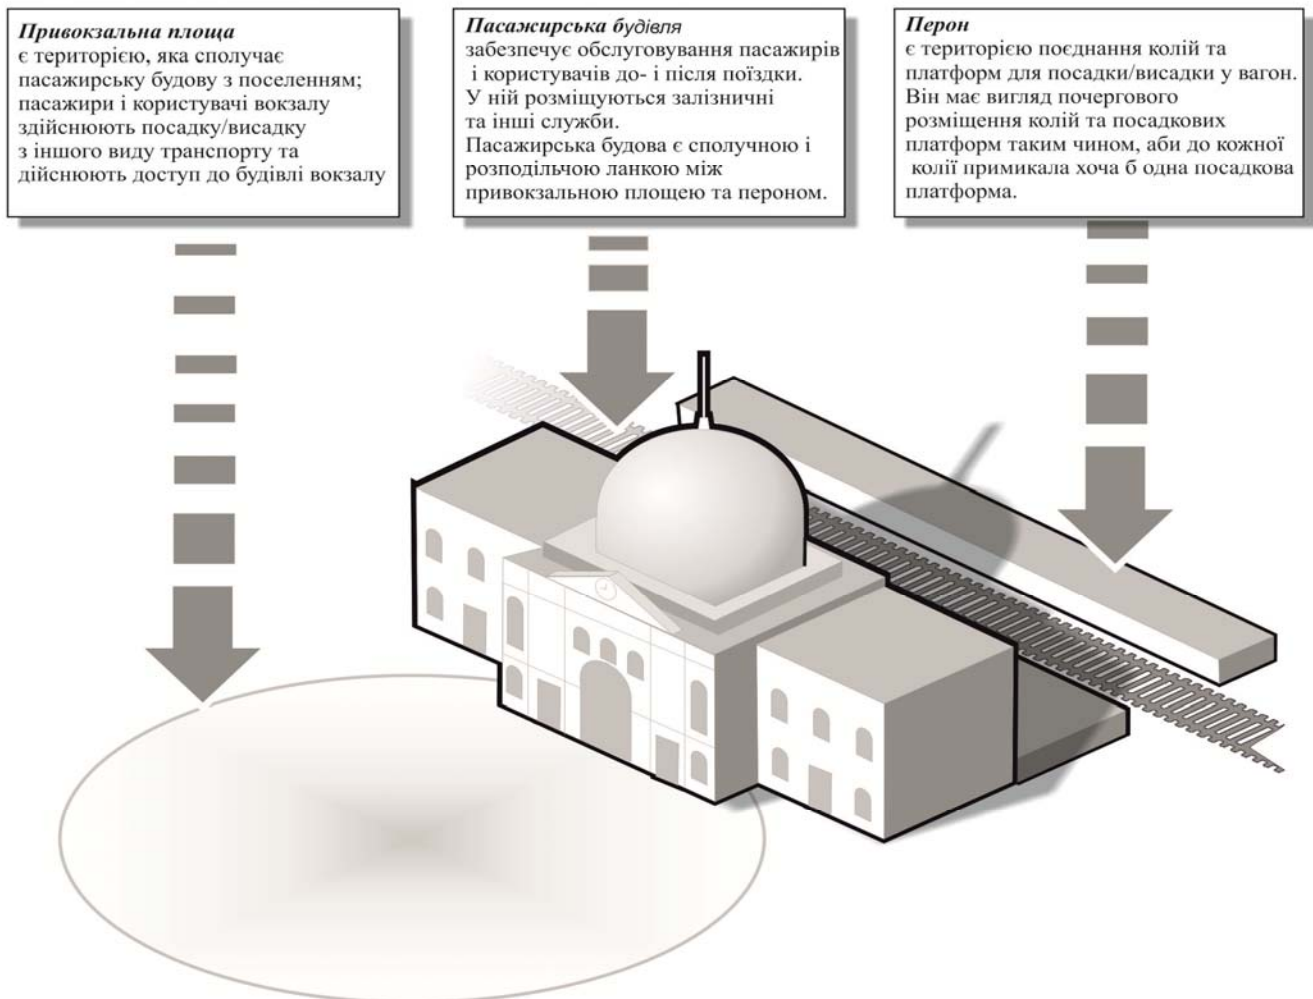 Привокзальна площа
є територією, яка сполучає
пасажирську будову з поселенням;
пасажири і користувачі вокзалу
здійснюють посадку/висадку
з іншого виду транспорту та
дійснюють доступ до будівлі вокзалу
Пасажирська будівля
забезпечує обслуговування пасажирів
і користувачів до- і після поїздки.
У ній розміщуються залізничні
та інші служби.
Пасажирська будова є сполучною і
розподільчою ланкою між
привокзальною площею та пероном.
Перон
є територією поєднання колій та
платформ для посадки/висадки у вагон.
Він має вигляд почергового
розміщення колій та посадкових
платформ таким чином, аби до кожної
колії примикала хоча б одна посадкова
платформа.